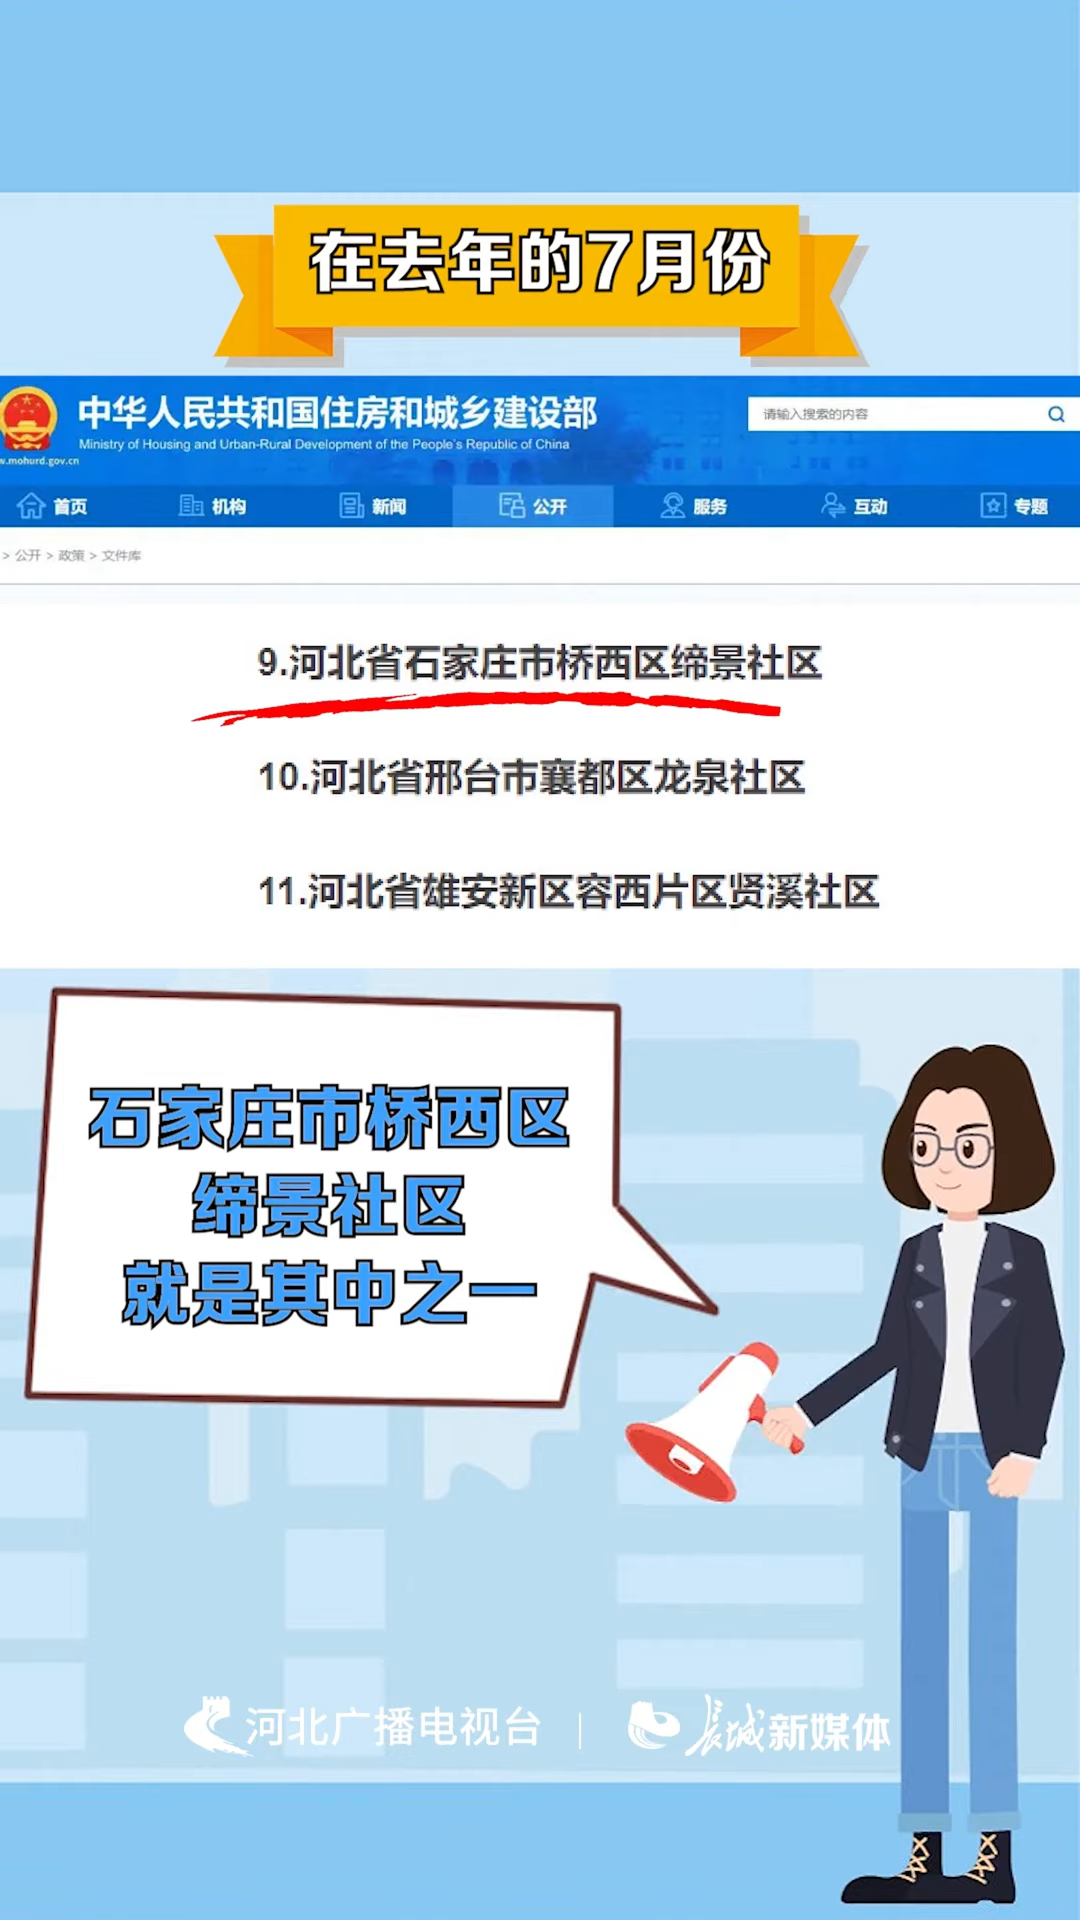 在去年的7月份
中华人民共和国住房和城乡建设部
Ministry of Housing and Urban-Rural Development of the People's Republic of China
w.mohurd.gov.cn
请输入搜索的内容
首页 机构 新闻 公开 服务 互动 专题
> 公开 > 政策 > 文件库
9.河北省石家庄市桥西区缔景社区
10.河北省邢台市襄都区龙泉社区
11.河北省雄安新区容西片区贤溪社区
石家庄市桥西区
缔景社区
就是其中之一
河北广播电视台 | 长城新媒体